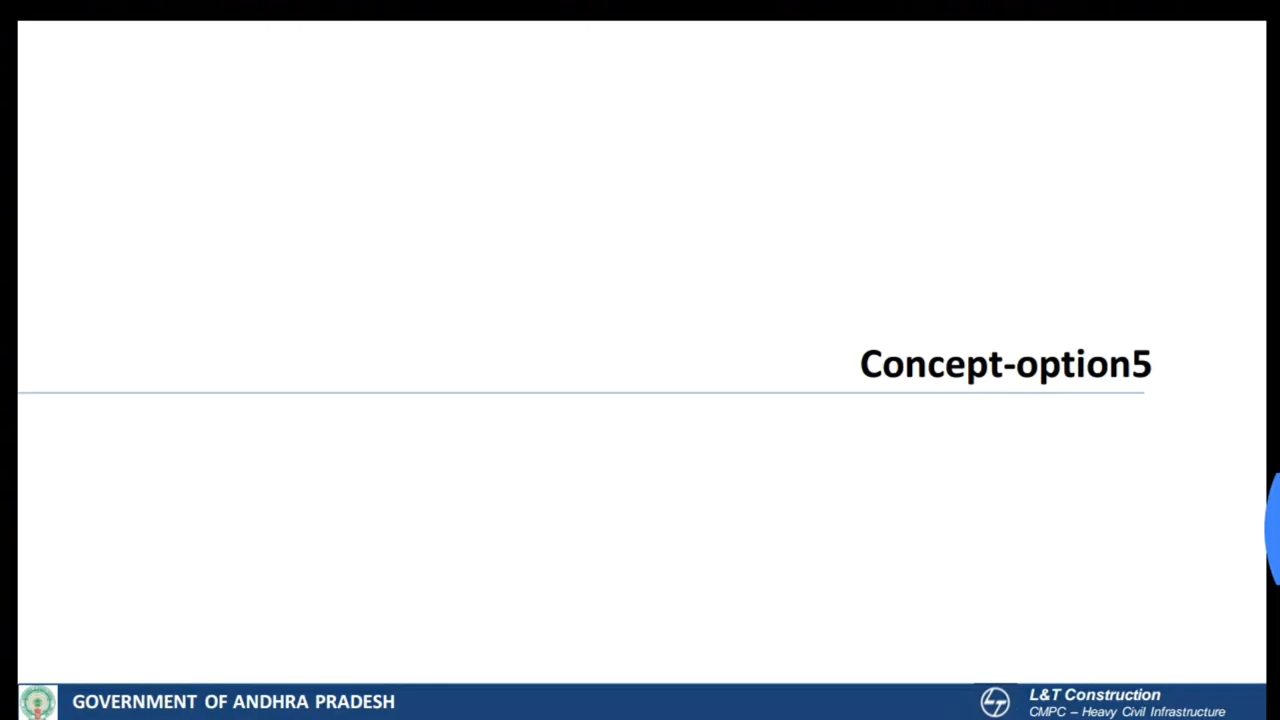 Concept-option5
GOVERNMENT OF ANDHRA PRADESH
L&T Construction
CMPC – Heavy Civil Infrastructure